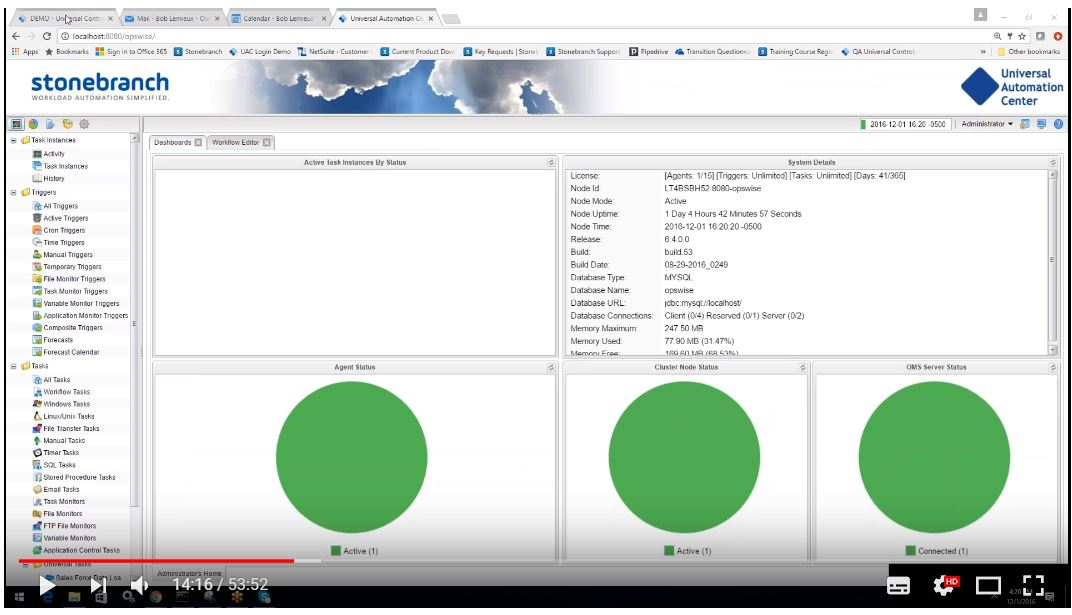 DEMO - Universal Contro
Mail - Bob Lemieux - Out
Calendar - Bob Lemieux
Universal Automation Ce
localhost:8080/opswise/
Apps
Bookmarks
Sign in to Office 365
Stonebranch
UAC Login Demo
NetSuite - Customer
Current Product Dow
Key Requests | Stone
Stonebranch Support
Pipedrive
Transition Questionna
Training Course Regi
QA Universal Control
»
Other bookmarks
stonebranch
WORKLOAD AUTOMATION SIMPLIFIED.
Universal
Automation
Center
2016-12-01 16:20 -0500
Administrator
Task Instances
Activity
Task Instances
History
Triggers
All Triggers
Active Triggers
Cron Triggers
Time Triggers
Manual Triggers
Temporary Triggers
File Monitor Triggers
Task Monitor Triggers
Variable Monitor Triggers
Application Monitor Triggers
Composite Triggers
Forecasts
Forecast Calendar
Tasks
All Tasks
Workflow Tasks
Windows Tasks
Linux/Unix Tasks
File Transfer Tasks
Manual Tasks
Timer Tasks
SQL Tasks
Stored Procedure Tasks
Email Tasks
Task Monitors
File Monitors
FTP File Monitors
Variable Monitors
Application Control Tasks
Universal Tasks
Sales Force Data Loa
Dashboards
Workflow Editor
Active Task Instances By Status
System Details
License: [Agents: 1/15] [Triggers: Unlimited] [Tasks: Unlimited] [Days: 41/365]
Node Id: LT4BSBH52:8080-opswise
Node Mode: Active
Node Uptime: 1 Day 4 Hours 42 Minutes 57 Seconds
Node Time: 2016-12-01 16:20:20 -0500
Release: 6.4.0.0
Build: build.53
Build Date: 08-29-2016_0249
Database Type: MYSQL
Database Name: opswise
Database URL: jdbc:mysql://localhost/
Database Connections: Client (0/4) Reserved (0/1) Server (0/2)
Memory Maximum: 247.50 MB
Memory Used: 77.90 MB (31.47%)
Memory Free: 169.60 MB (68.53%)
Agent Status
Active (1)
Cluster Node Status
Active (1)
OMS Server Status
Connected (1)
Administrator's Home
14:16 / 53:52
HD
12/1/2016